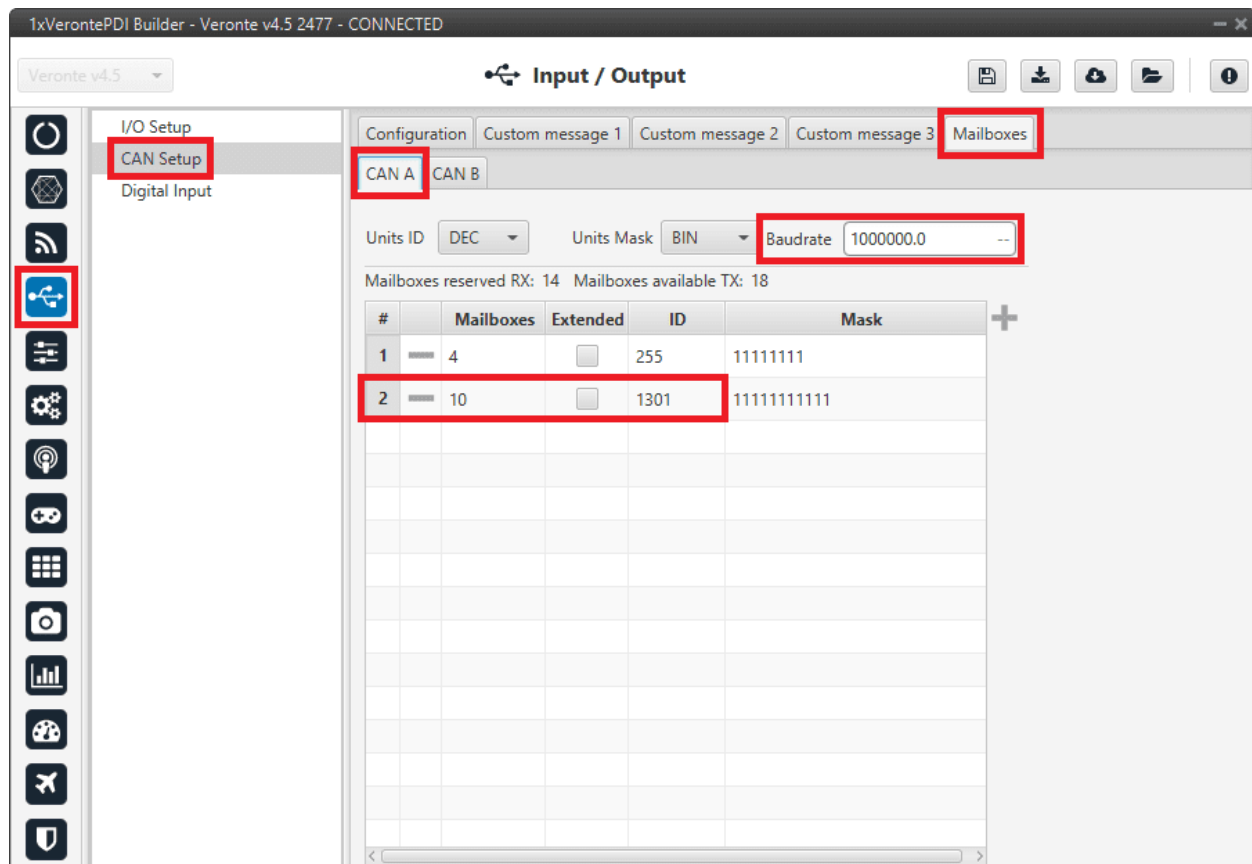 1xVerontePDI Builder - Veronte v4.5 2477 - CONNECTED
Veronte v4.5
Input / Output
I/O Setup
CAN Setup
Digital Input
Configuration Custom message 1 Custom message 2 Custom message 3 Mailboxes
CAN A CAN B
Units ID DEC Units Mask BIN Baudrate 1000000.0 --
Mailboxes reserved RX: 14 Mailboxes available TX: 18
# Mailboxes Extended ID Mask
1 4 255 11111111
2 10 1301 11111111111